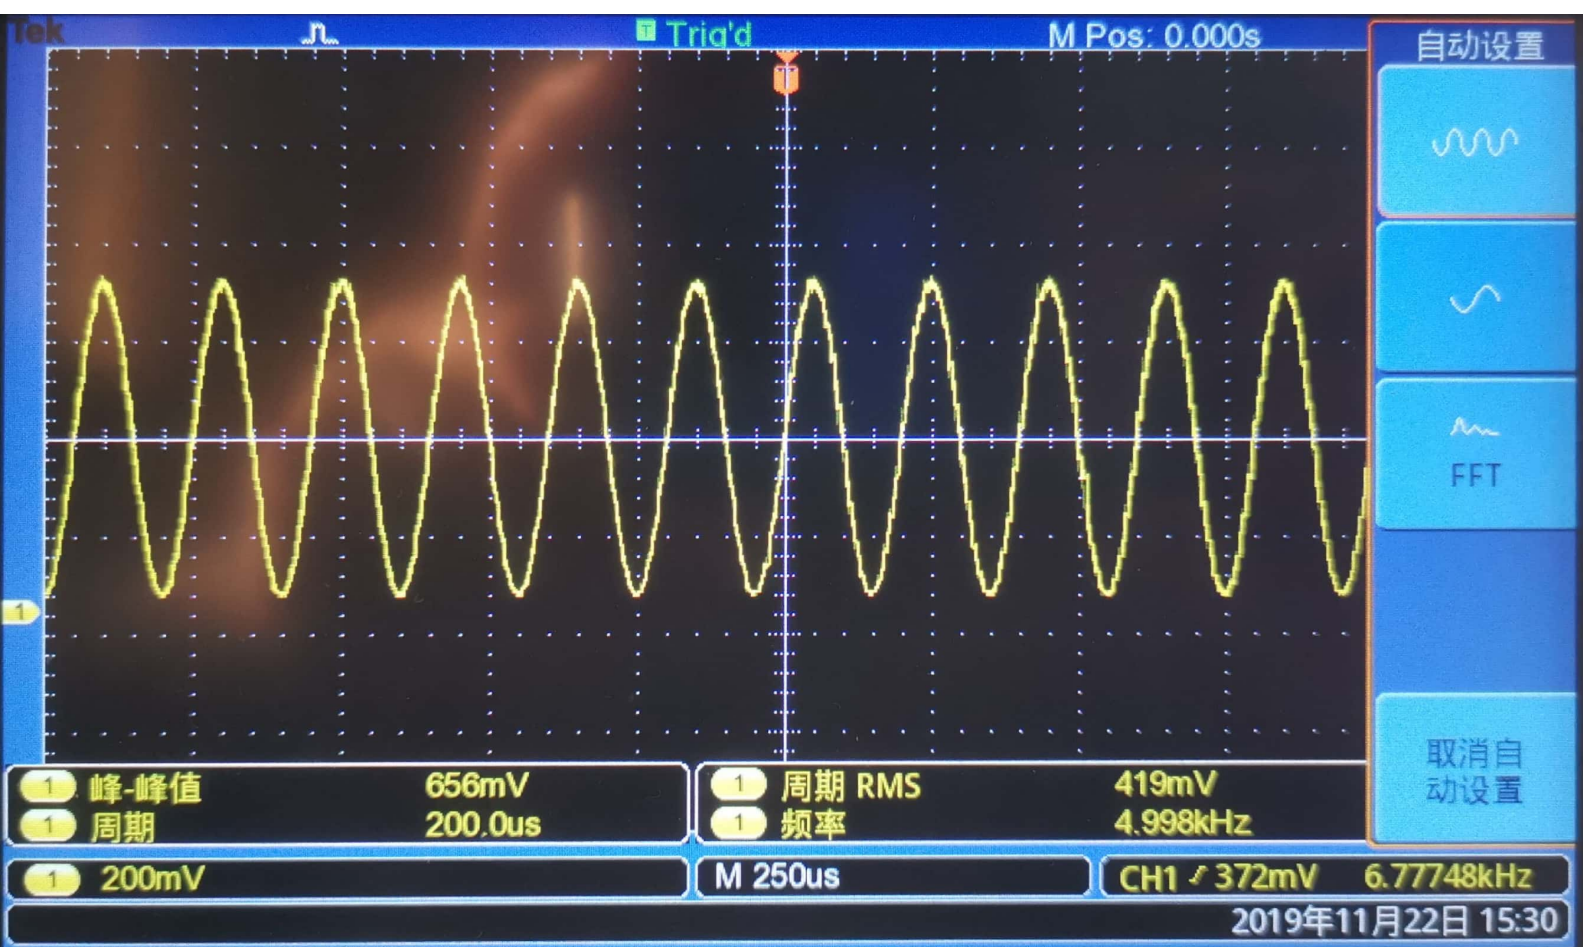 Tek
T Trig'd
M Pos: 0.000s
自动设置
T
FFT
取消自
动设置
1
1 峰-峰值 656mV
1 周期 200.0us
1 周期 RMS 419mV
1 频率 4.998kHz
1 200mV
M 250us
CH1 372mV 6.77748kHz
2019年11月22日 15:30